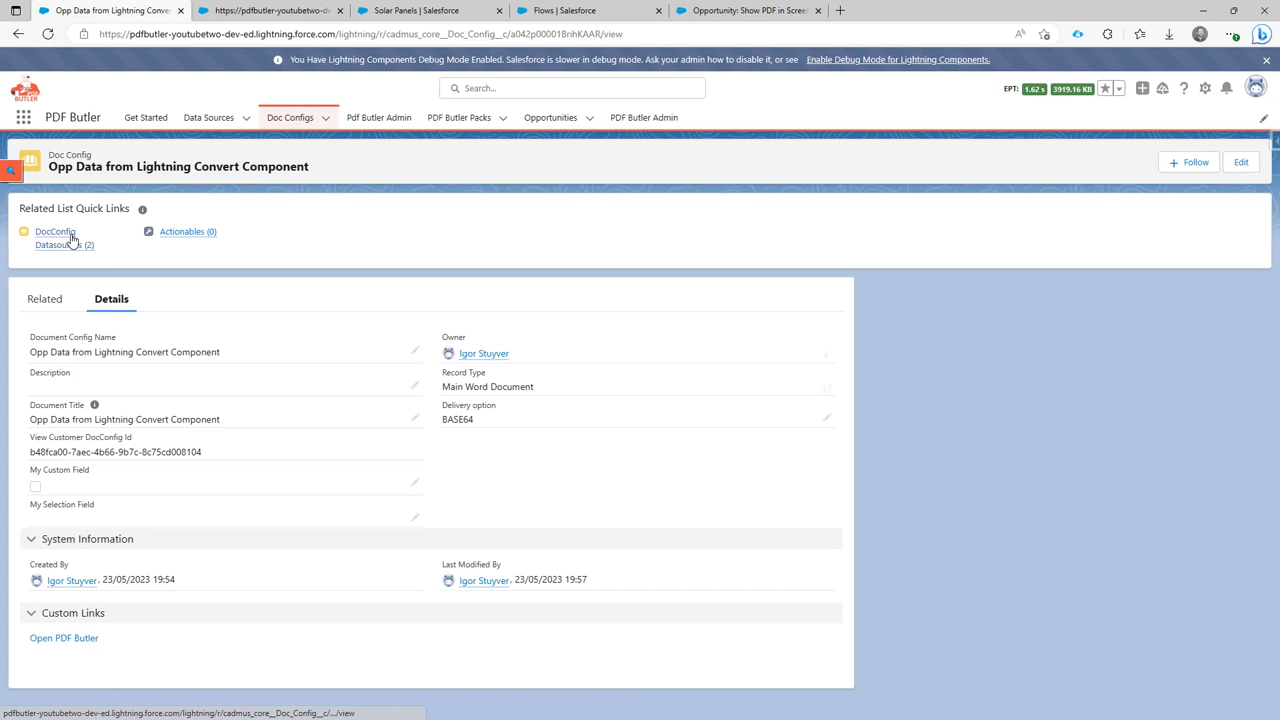 Opp Data from Lightning Conver
https://pdfbutler-youtubetwo-d
Solar Panels | Salesforce
Flows | Salesforce
Opportunity: Show PDF in Screen
https://pdfbutler-youtubetwo-dev-ed.lightning.force.com/lightning/r/cadmus_core__Doc_Config__c/a042p00001BrihKAAR/view
You Have Lightning Components Debug Mode Enabled. Salesforce is slower in debug mode. Ask your admin how to disable it, or see Enable Debug Mode for Lightning Components.
PDF BUTLER
Search...
EPT: 1.62 s 3919.16 KB
PDF Butler
Get Started
Data Sources
Doc Configs
Pdf Butler Admin
PDF Butler Packs
Opportunities
PDF Butler Admin
Doc Config
Opp Data from Lightning Convert Component
Follow
Edit
Related List Quick Links
DocConfig
Actionables (0)
(2)
Related
Details
Document Config Name
Opp Data from Lightning Convert Component
Owner
Igor Stuyver
Description
Record Type
Main Word Document
Document Title
Opp Data from Lightning Convert Component
Delivery option
BASE64
View Customer DocConfig Id
b48fca00-7aec-4b66-9b7c-8c75cd008104
My Custom Field
My Selection Field
System Information
Created By
Igor Stuyver, 23/05/2023 19:54
Last Modified By
Igor Stuyver, 23/05/2023 19:57
Custom Links
Open PDF Butler
pdfbutler-youtubetwo-dev-ed.lightning.force.com/lightning/r/cadmus_core__Doc_Config__c/.../view